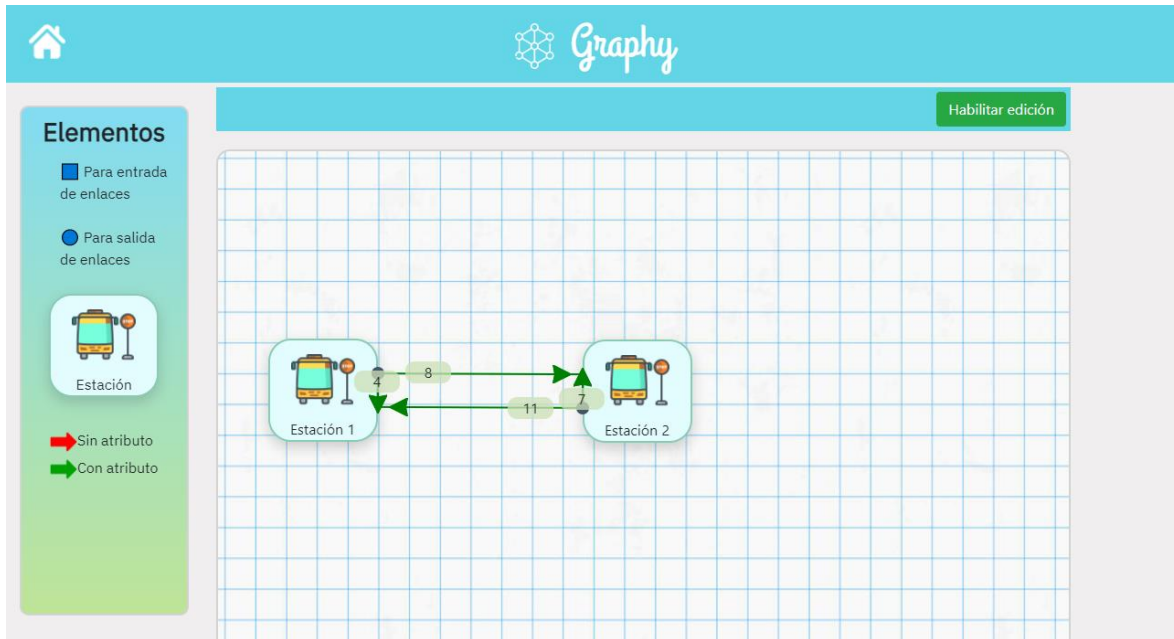 Graphy
Habilitar edición
Elementos
Para entrada
de enlaces
Para salida
de enlaces
Estación
Sin atributo
Con atributo
4
8
11
7
Estación 1
Estación 2